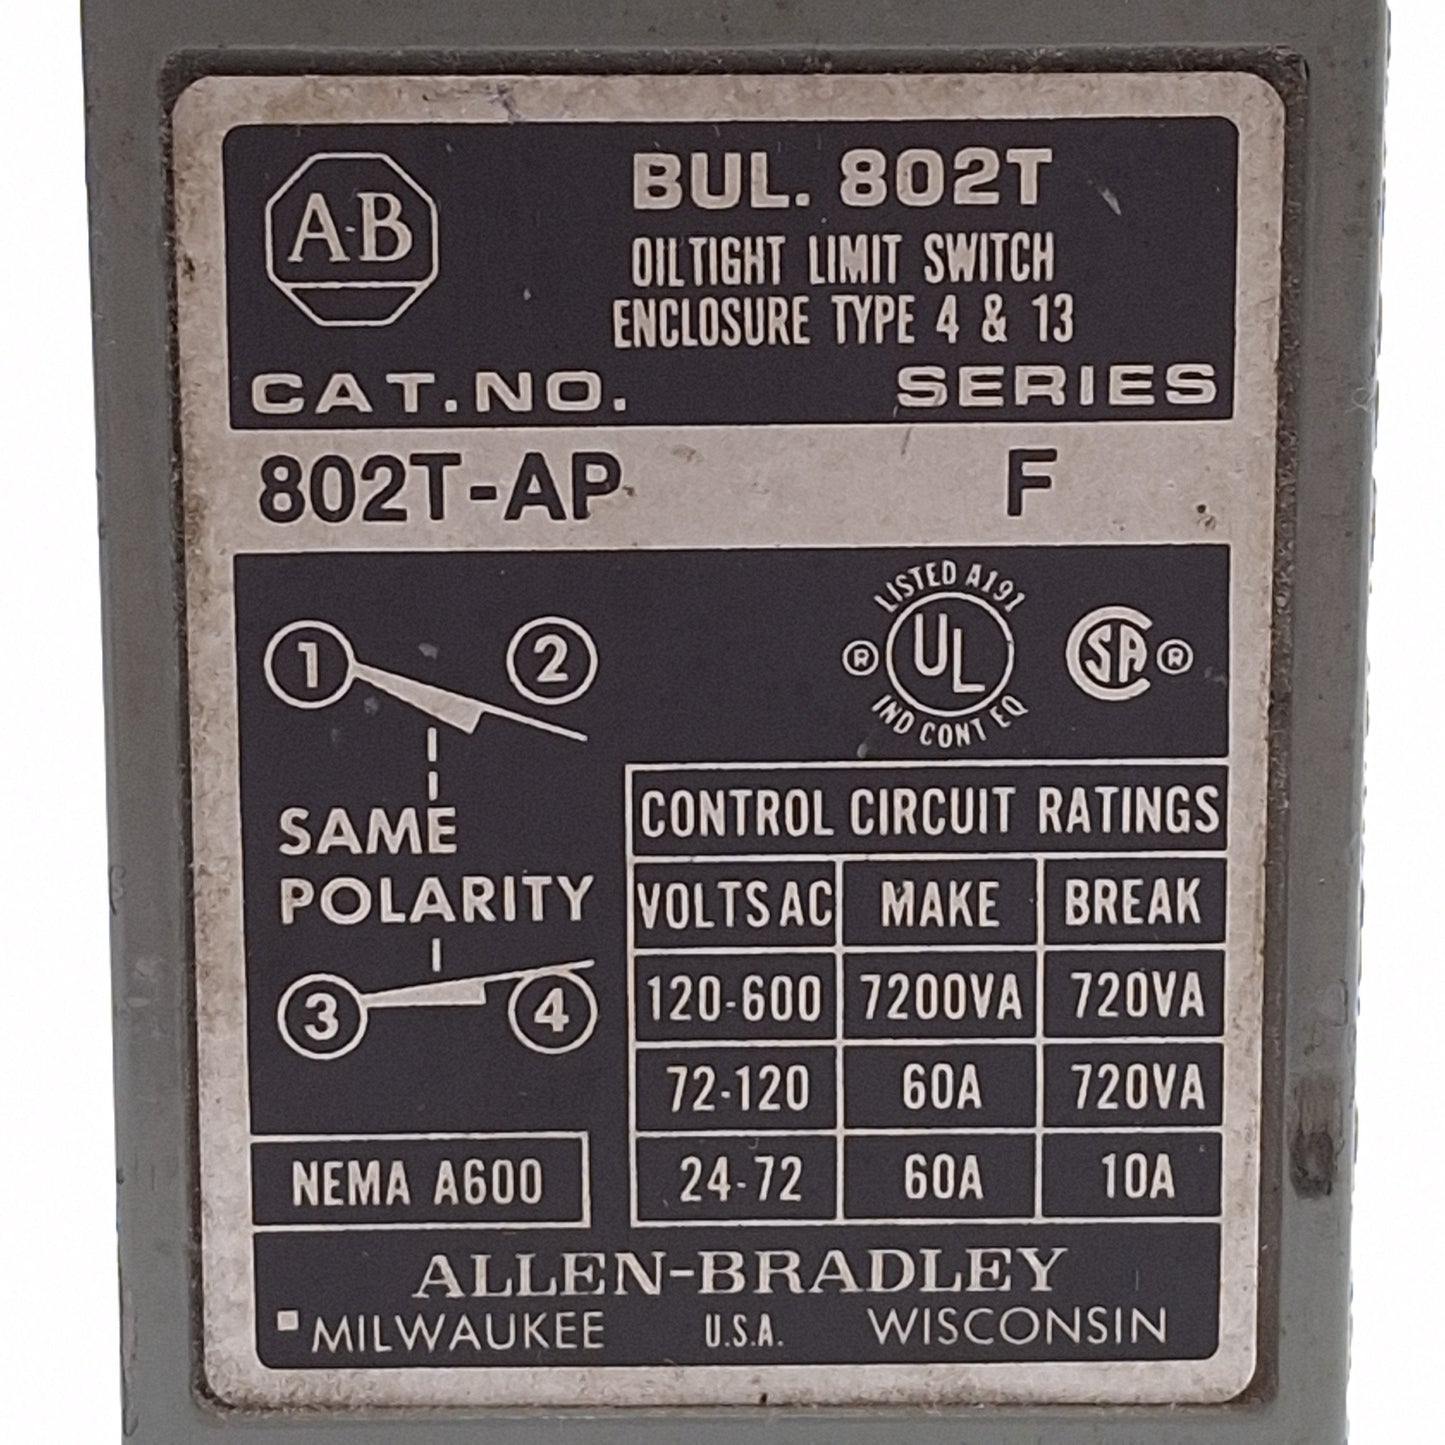 A-B
BUL. 802T
OILTIGHT LIMIT SWITCH
ENCLOSURE TYPE 4 & 13
CAT.NO. SERIES
802T-AP F
LISTED A191
® UL
IND CONT EQ
SA ®
1 2
SAME
POLARITY
3 4
NEMA A600
CONTROL CIRCUIT RATINGS
VOLTS AC MAKE BREAK
120-600 7200VA 720VA
72-120 60A 720VA
24-72 60A 10A
ALLEN-BRADLEY
MILWAUKEE U.S.A. WISCONSIN